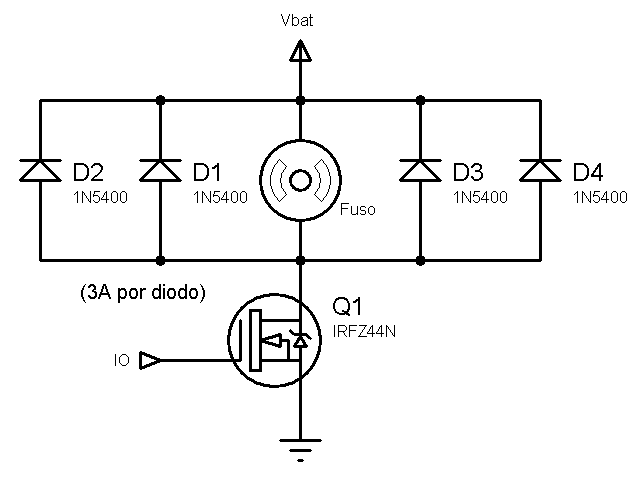 Vbat
D2
1N5400
D1
1N5400
Fuso
D3
1N5400
D4
1N5400
(3A por diodo)
Q1
IRFZ44N
IO